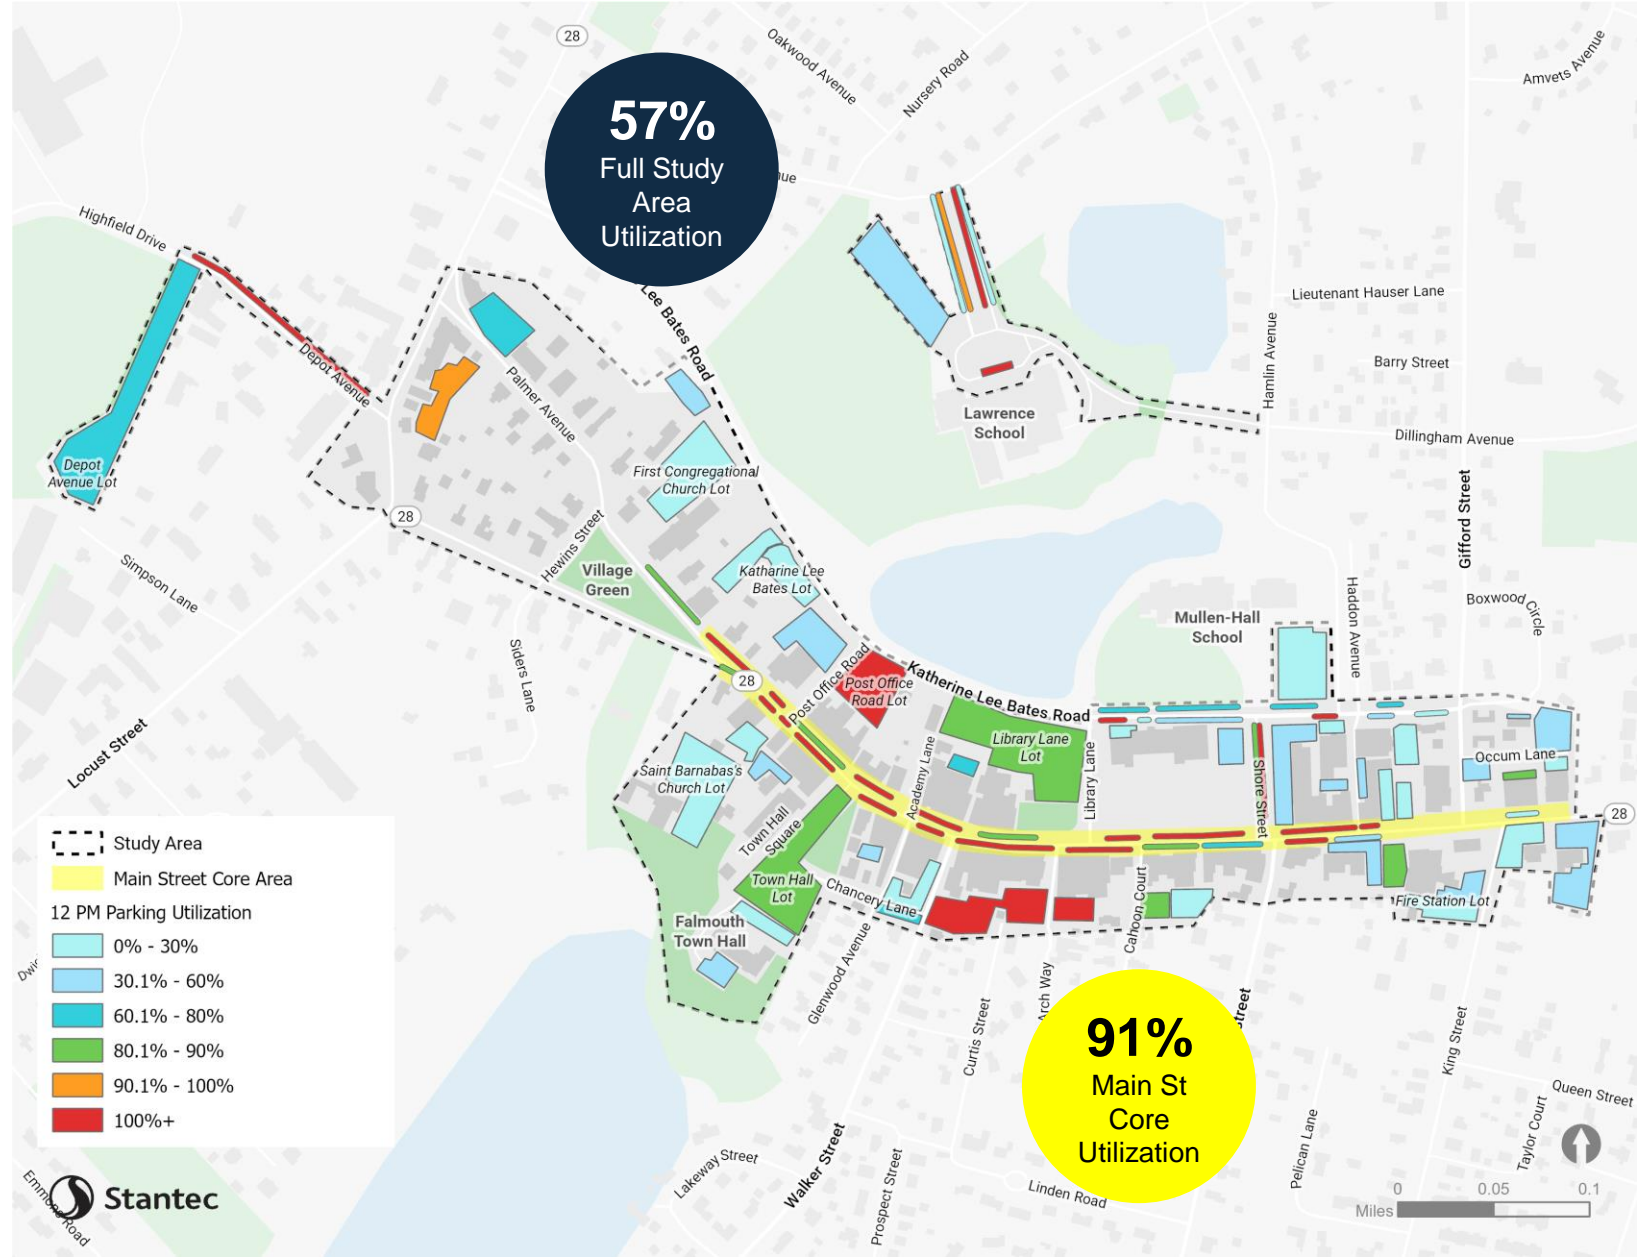 28
Oakwood Avenue
Nursery Road
Amvets Avenue
57%
Full Study
Area
Utilization
Highfield Drive
Lee Bates Road
Lieutenant Hauser Lane
Hamlin Avenue
Barry Street
Depot Avenue
Palmer Avenue
Lawrence
School
Dillingham Avenue
Depot
Avenue Lot
First Congregational
Church Lot
Gifford Street
28
Hewins Street
Simpson Lane
Village
Green
Katharine Lee
Bates Lot
Mullen-Hall
School
Haddon Avenue
Boxwood Circle
Siders Lane
28
Post Office Road
Post Office
Road Lot
Katherine Lee Bates Road
Locust Street
Library Lane
Lot
Library Lane
Academy Lane
Shore Street
Occum Lane
Saint Barnabas's
Church Lot
Town Hall
Square
28
Town Hall
Lot
Chancery Lane
Fire Station Lot
Falmouth
Town Hall
Cahoon Court
Glenwood Avenue
Study Area
Main Street Core Area
12 PM Parking Utilization
0% - 30%
30.1% - 60%
60.1% - 80%
80.1% - 90%
90.1% - 100%
100%+
Curtis Street
Arch Way
91%
Main St
Core
Utilization
King Street
Queen Street
Taylor Court
Pelican Lane
Walker Street
Prospect Street
Lakeway Street
Linden Road
Emmons Road
Stantec
0 0.05 0.1
Miles